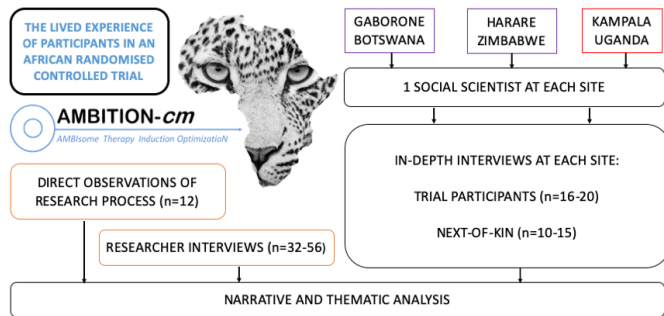 THE LIVED EXPERIENCE
OF PARTICIPANTS IN AN
AFRICAN RANDOMISED
CONTROLLED TRIAL
AMBITION-cm
AMBIsome Therapy Induction OptimizatioN
GABORONE
BOTSWANA
HARARE
ZIMBABWE
KAMPALA
UGANDA
1 SOCIAL SCIENTIST AT EACH SITE
IN-DEPTH INTERVIEWS AT EACH SITE:
TRIAL PARTICIPANTS (n=16-20)
NEXT-OF-KIN (n=10-15)
DIRECT OBSERVATIONS OF
RESEARCH PROCESS (n=12)
RESEARCHER INTERVIEWS (n=32-56)
NARRATIVE AND THEMATIC ANALYSIS